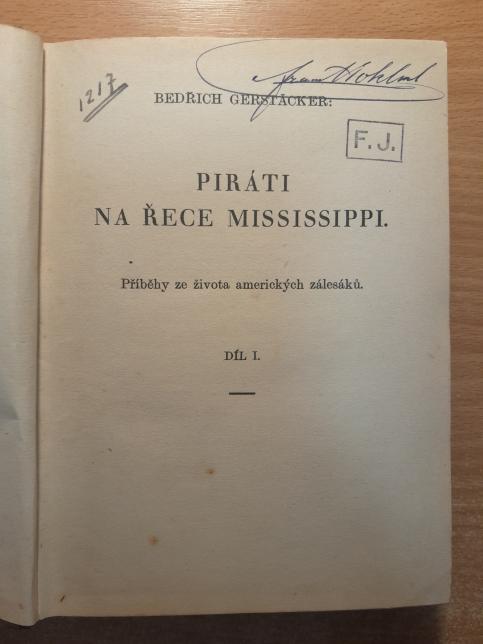 1217
BEDŘICH GERSTÄCKER:
F. J.
PIRÁTI
NA ŘECE MISSISSIPPI.
Příběhy ze života amerických zálesáků.
DÍL I.